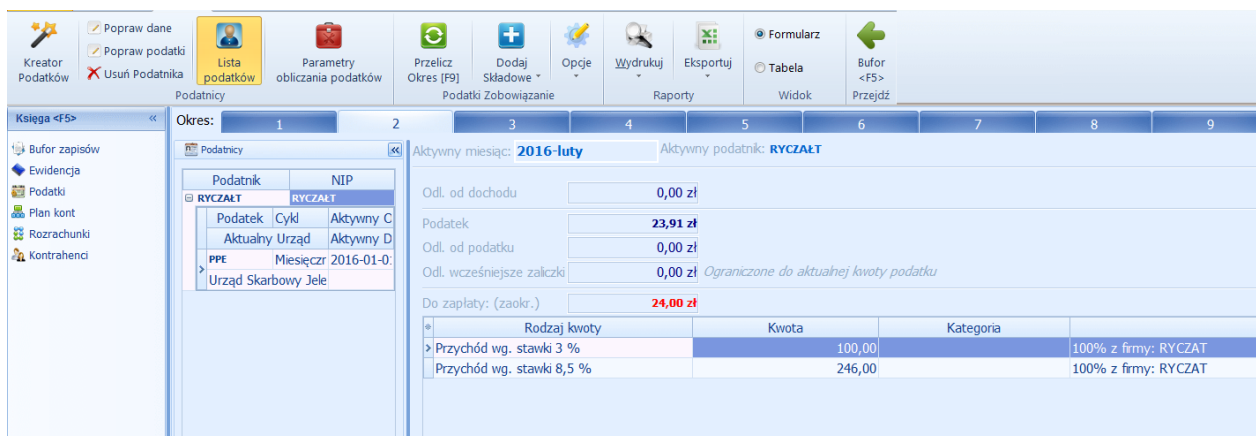 Kreator
Podatków
Popraw dane
Popraw podatki
Usuń Podatnika
Lista
podatków
Parametry
obliczania podatków
Podatnicy
Przelicz
Okres [F9]
Dodaj
Składowe
Opcje
Podatki Zobowiązanie
Wydrukuj
Eksportuj
Raporty
Formularz
Tabela
Widok
Bufor
<F5>
Przejdź
Księga <F5> «
Bufor zapisów
Ewidencja
Podatki
Plan kont
Rozrachunki
Kontrahenci
Okres: 1 2 3 4 5 6 7 8 9
Podatnicy
Podatnik NIP
RYCZAŁT RYCZAŁT
Podatek Cykl Aktywny
Aktualny Urząd Aktywny
PPE 2016-01-
Urząd Skarbowy
Aktywny miesiąc: 2016-luty Aktywny podatnik: RYCZAŁT
Odl. od dochodu 0,00 zł
Podatek 23,91 zł
Odl. od podatku 0,00 zł
Odl. wcześniejsze zaliczki 0,00 zł Ograniczone do aktualnej kwoty podatku
Do zapłaty: (zaokr.) 24,00 zł
Rodzaj kwoty Kwota Kategoria
Przychód wg. stawki 3 % 100,00 100% z firmy: RYCZAT
Przychód wg. stawki 8,5 % 246,00 100% z firmy: RYCZAT